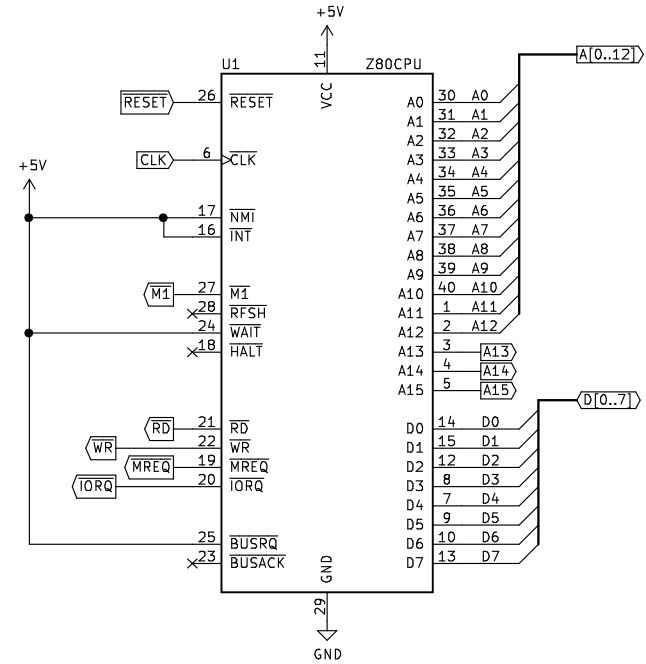 +5V
U1 Z80CPU
11
VCC
A[0..12]
RESET 26 RESET
A0 30 A0
A1 31 A1
A2 32 A2
CLK 6 CLK
A3 33 A3
+5V
A4 34 A4
A5 35 A5
17 NMI
A6 36 A6
16 INT
A7 37 A7
A8 38 A8
A9 39 A9
M1 27 M1
A10 40 A10
28 RFSH
A11 1 A11
24 WAIT
A12 2 A12
18 HALT
A13 3 A13
A14 4 A14
A15 5 A15
D[0..7]
RD 21 RD
D0 14 D0
WR 22 WR
D1 15 D1
MREQ 19 MREQ
D2 12 D2
IORQ 20 IORQ
D3 8 D3
D4 7 D4
D5 9 D5
25 BUSRQ
D6 10 D6
23 BUSACK
D7 13 D7
GND
29
GND